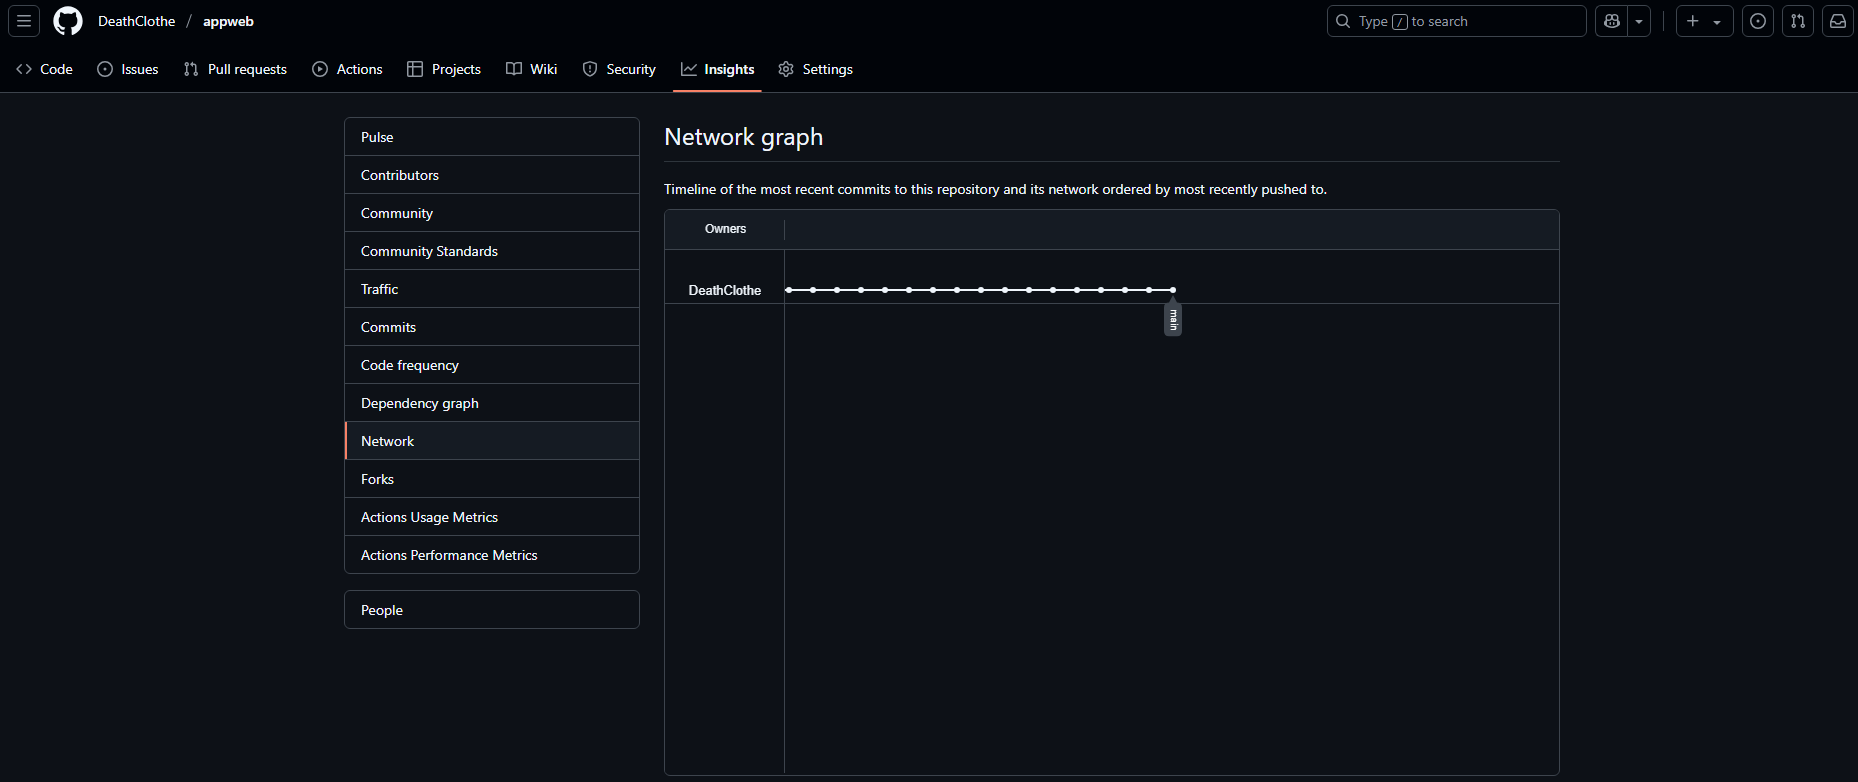 DeathClothe / appweb
Type / to search
Code Issues Pull requests Actions Projects Wiki Security Insights Settings
Pulse
Contributors
Community
Community Standards
Traffic
Commits
Code frequency
Dependency graph
Network
Forks
Actions Usage Metrics
Actions Performance Metrics
People
Network graph
Timeline of the most recent commits to this repository and its network ordered by most recently pushed to.
Owners
DeathClothe
main